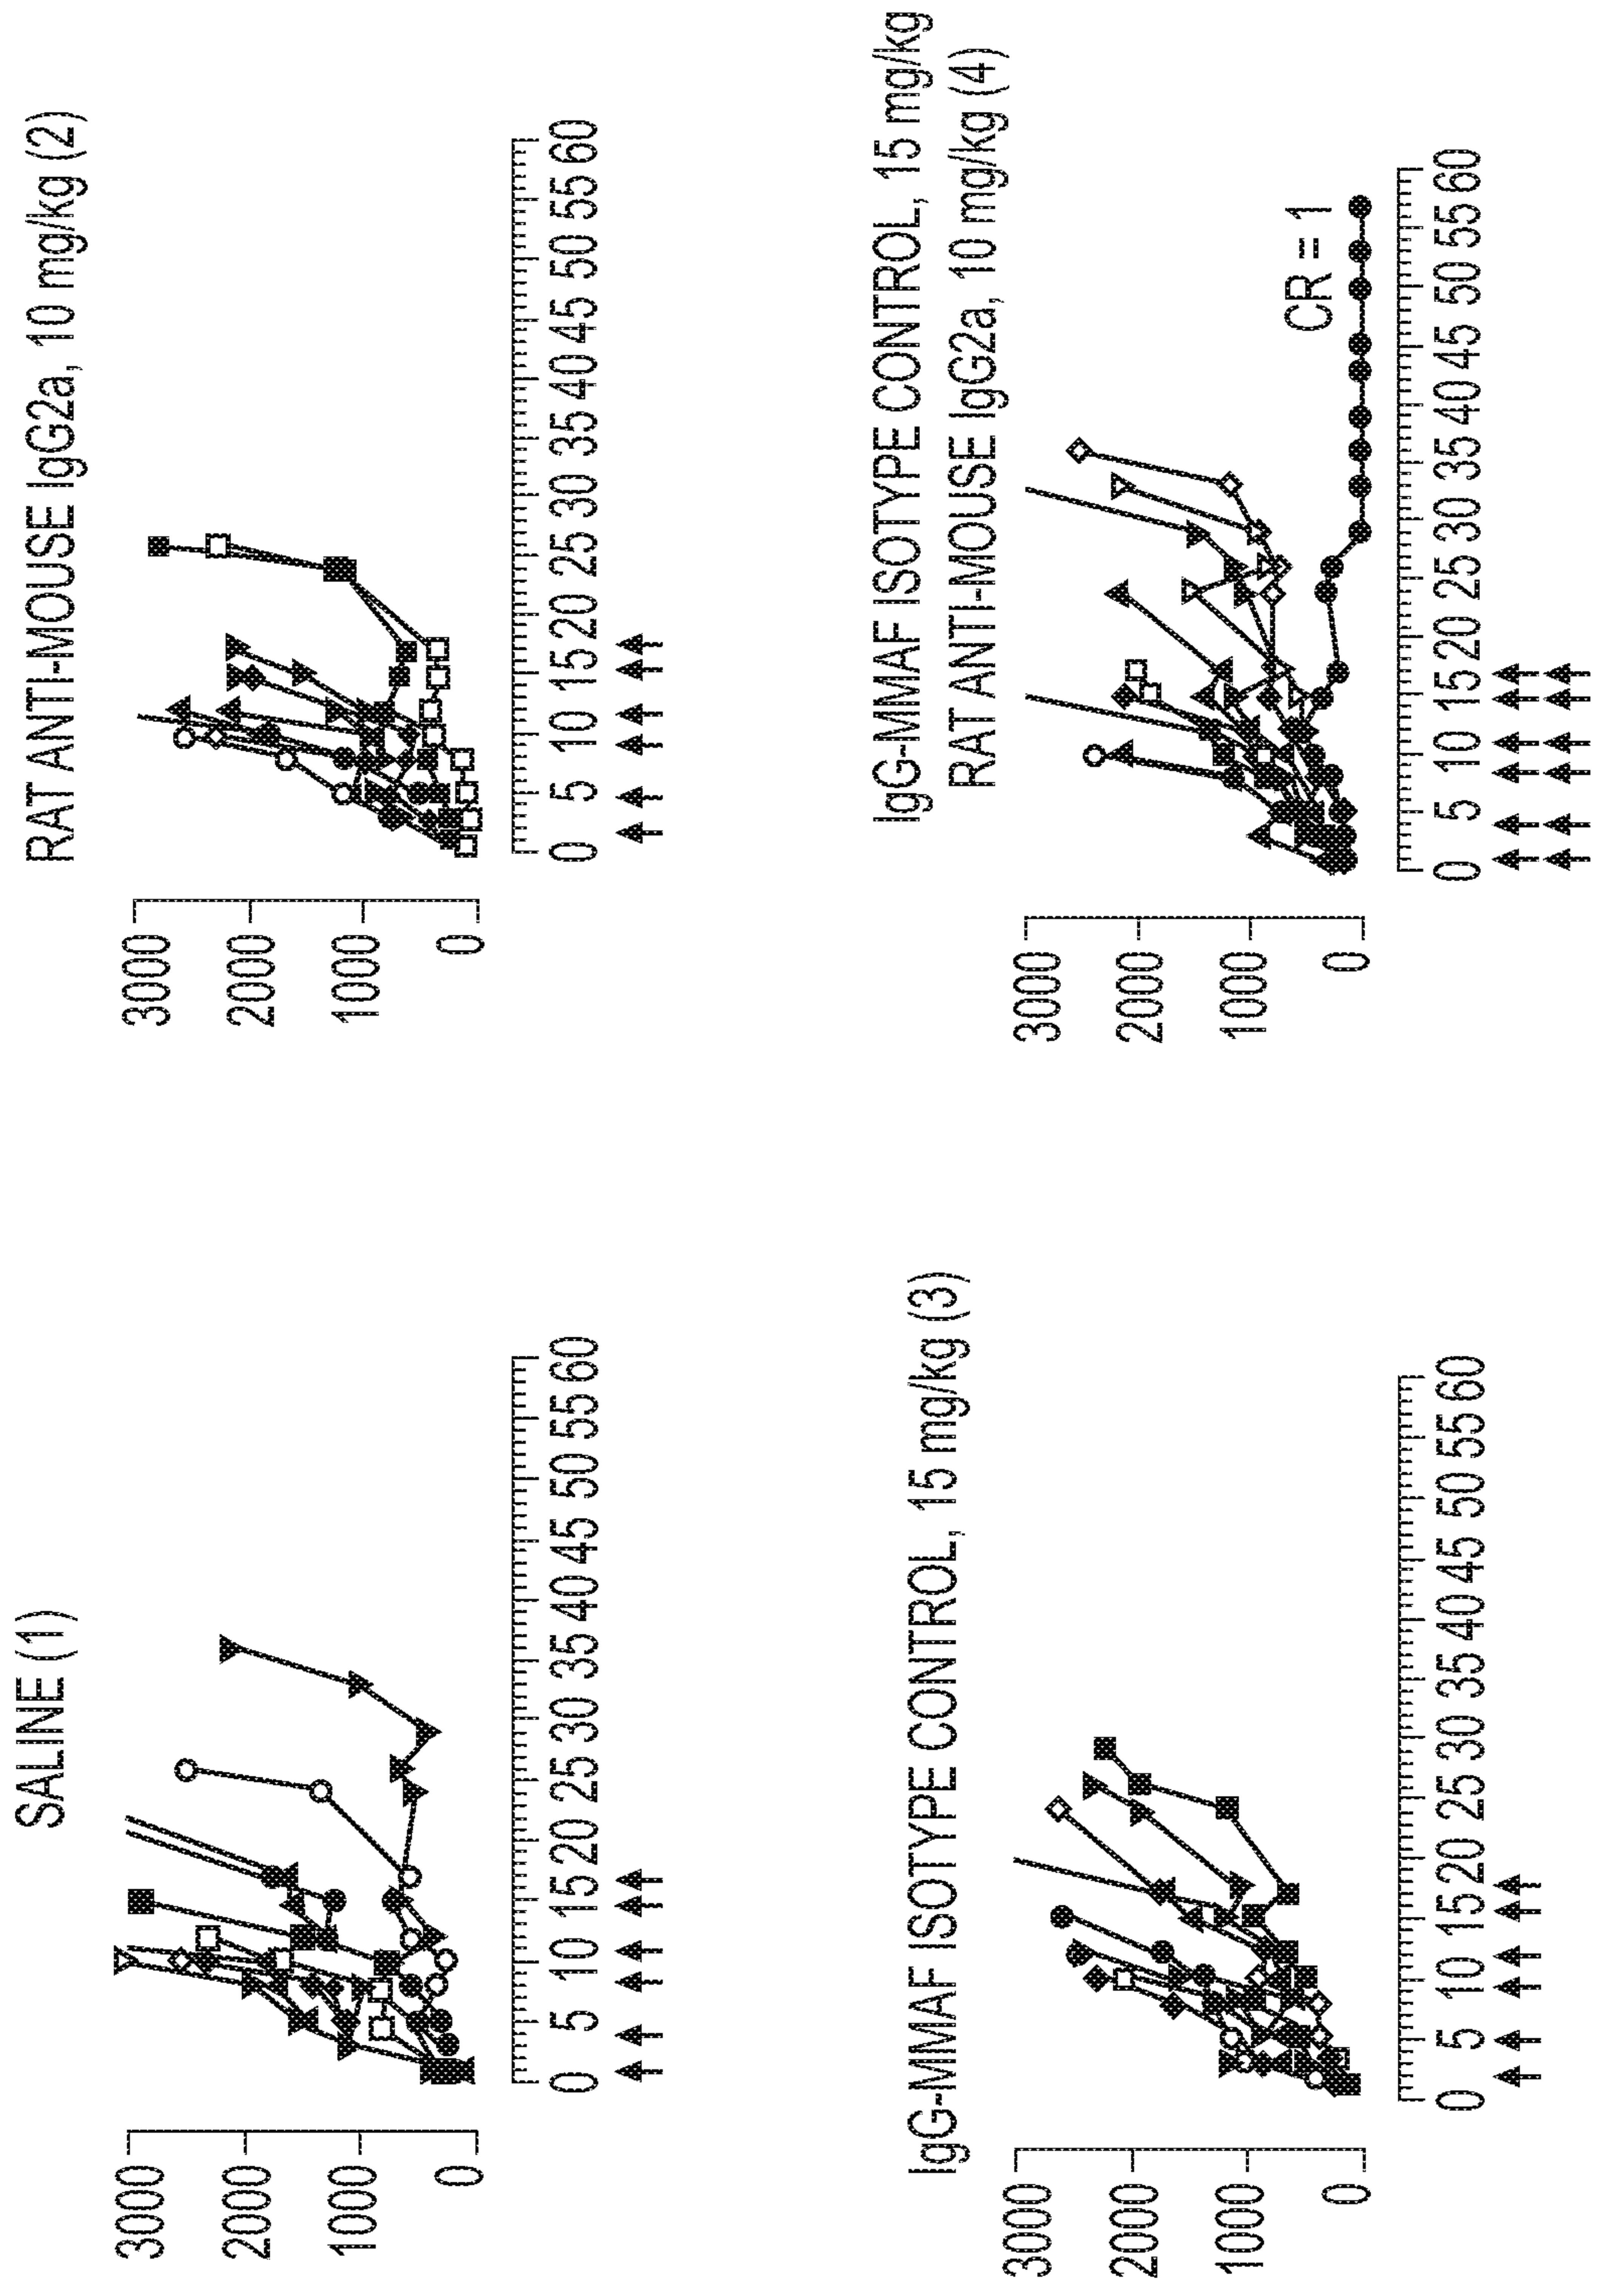 SALINE (1)
3000
2000
1000
0
0 5 10 15 20 25 30 35 40 45 50 55 60
RAT ANTI-MOUSE IgG2a, 10 mg/kg (2)
3000
2000
1000
0
0 5 10 15 20 25 30 35 40 45 50 55 60
IgG-MMAF ISOTYPE CONTROL, 15 mg/kg (3)
3000
2000
1000
0
0 5 10 15 20 25 30 35 40 45 50 55 60
IgG-MMAF ISOTYPE CONTROL, 15 mg/kg
RAT ANTI-MOUSE IgG2a, 10 mg/kg (4)
3000
2000
1000
0
CR = 1
0 5 10 15 20 25 30 35 40 45 50 55 60